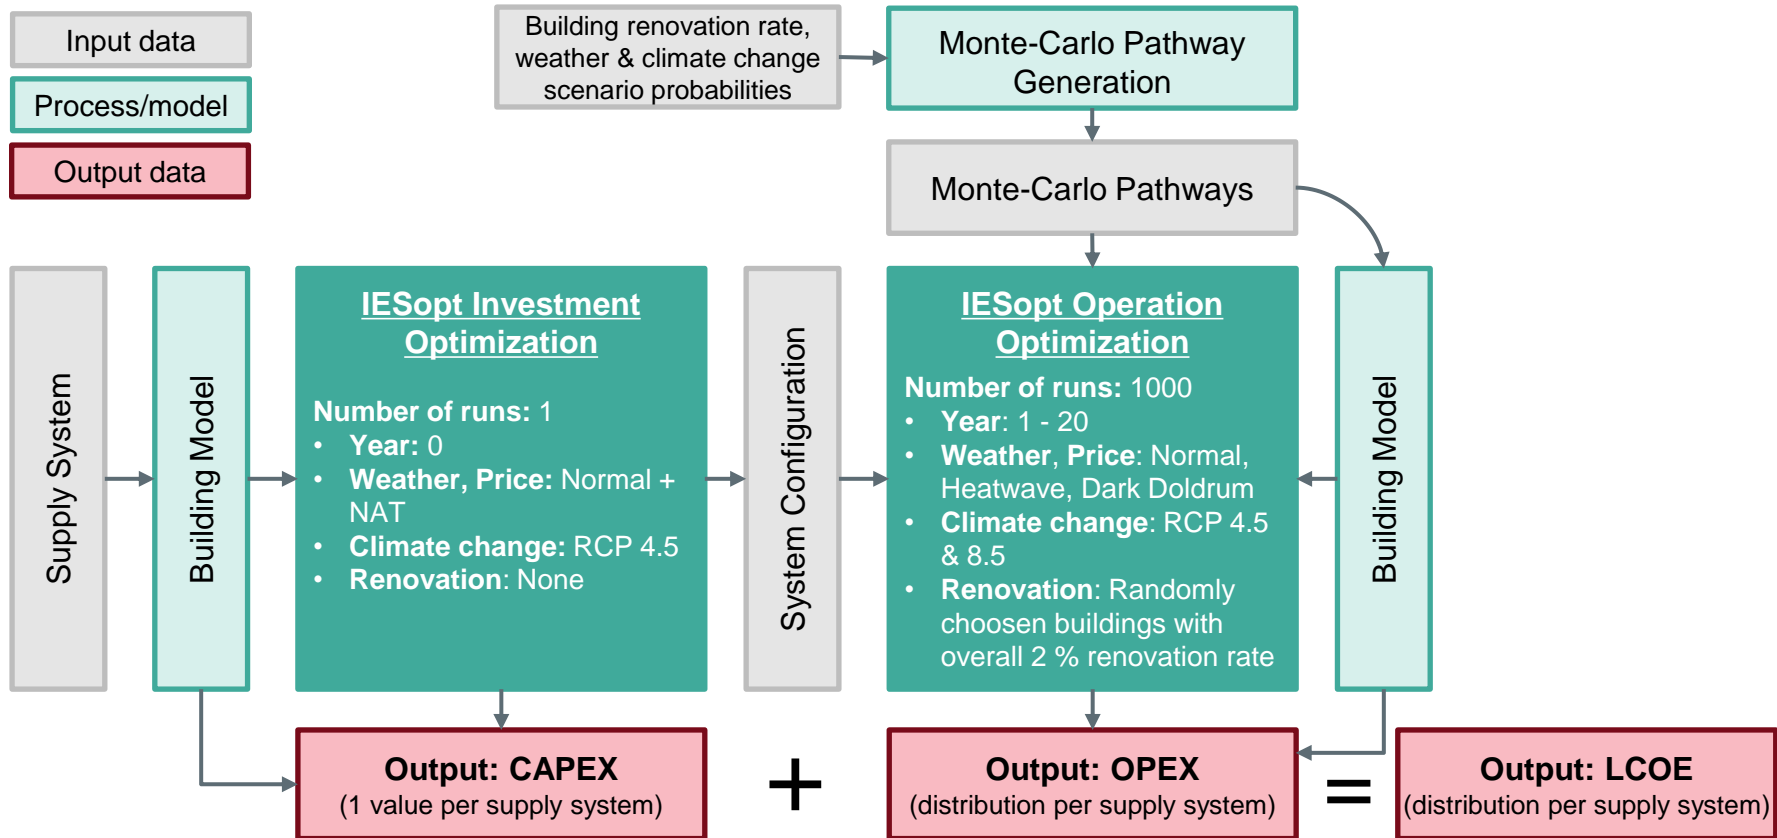 Input data
Process/model
Output data
Building renovation rate,
weather & climate change
scenario probabilities
Monte-Carlo Pathway
Generation
Monte-Carlo Pathways
Supply System
Building Model
IESopt Investment
Optimization
Number of runs: 1
• Year: 0
• Weather, Price: Normal +
NAT
• Climate change: RCP 4.5
• Renovation: None
System Configuration
IESopt Operation
Optimization
Number of runs: 1000
• Year: 1 - 20
• Weather, Price: Normal,
Heatwave, Dark Doldrum
• Climate change: RCP 4.5
& 8.5
• Renovation: Randomly
choosen buildings with
overall 2 % renovation rate
Building Model
Output: CAPEX
(1 value per supply system)
+
Output: OPEX
(distribution per supply system)
=
Output: LCOE
(distribution per supply system)